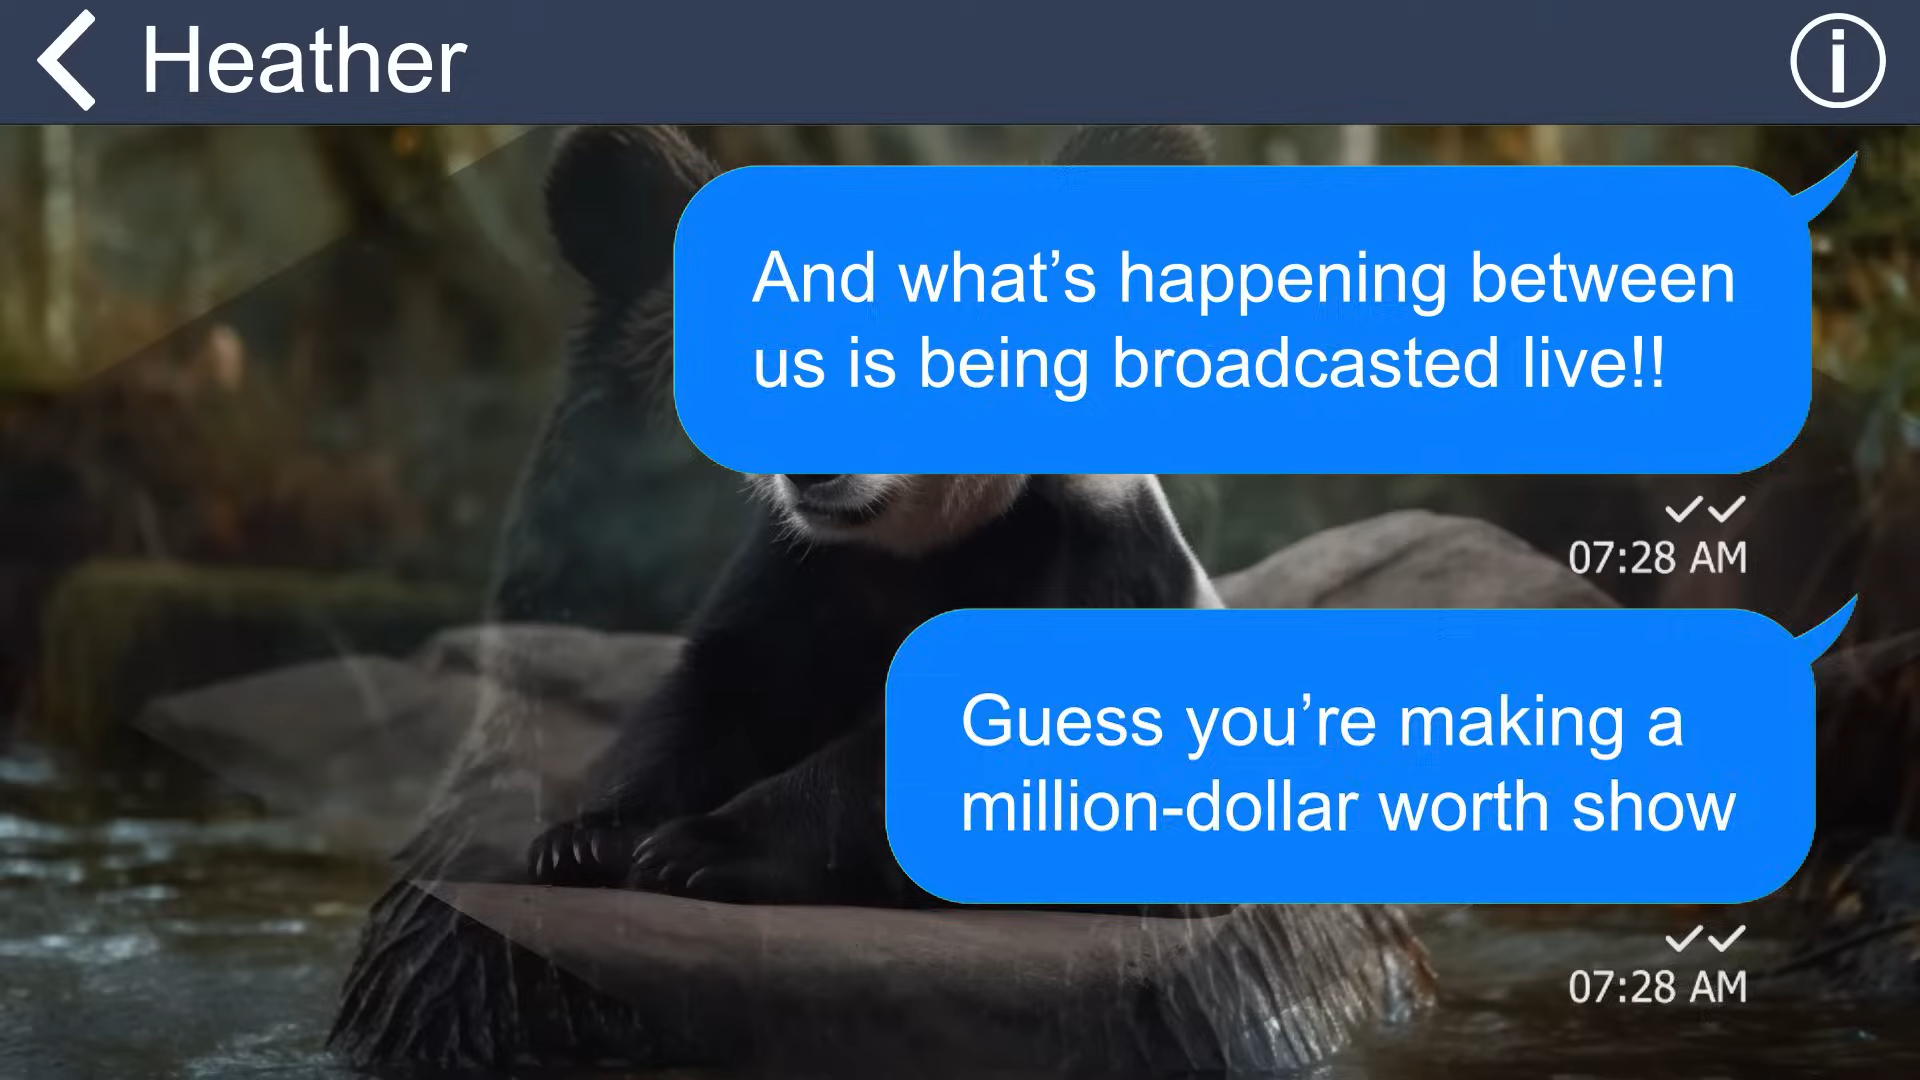 Heather
And what’s happening between
us is being broadcasted live!!
07:28 AM
Guess you’re making a
million-dollar worth show
07:28 AM